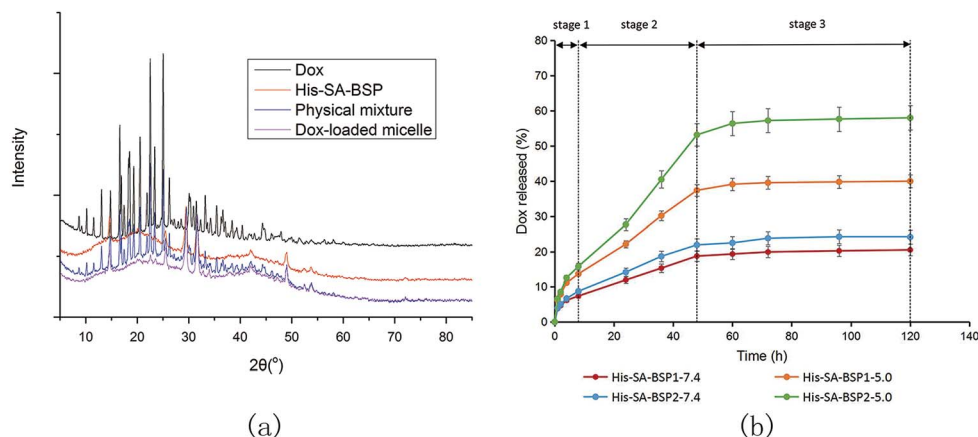 Intensity
Dox
His-SA-BSP
Physical mixture
Dox-loaded micelle
10 20 30 40 50 60 70 80
2θ(°)
(a)
stage 1 stage 2 stage 3
Dox released (%)
80
70
60
50
40
30
20
10
0
0 20 40 60 80 100 120 140
Time (h)
His-SA-BSP1-7.4 His-SA-BSP1-5.0
His-SA-BSP2-7.4 His-SA-BSP2-5.0
(b)